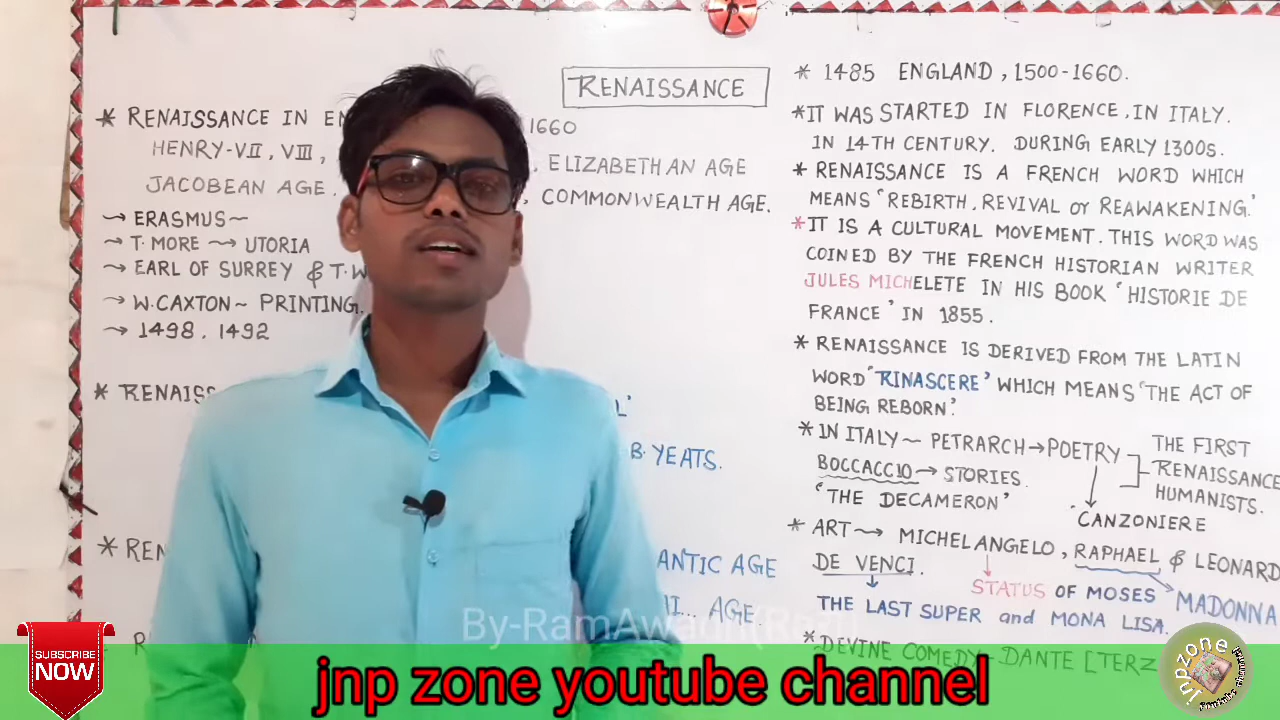 RENAISSANCE
* RENAISSANCE IN 1660
HENRY-VII, VIII, , ELIZABETHAN AGE
JACOBEAN AGE. , COMMONWEALTH AGE.
→ ERASMUS~
→ T. MORE → UTORIA
→ EARL OF SURREY & T.W
→ W. CAXTON~ PRINTING.
→ 1498, 1492
*
B. YEATS.
*
ANTIC AGE
AGE.
* 1485 ENGLAND, 1500-1660.
* IT WAS STARTED IN FLORENCE, IN ITALY.
IN 14TH CENTURY. DURING EARLY 1300s.
* RENAISSANCE IS A FRENCH WORD WHICH
MEANS 'REBIRTH, REVIVAL or REAWAKENING.'
* IT IS A CULTURAL MOVEMENT. THIS WORD WAS
COINED BY THE FRENCH HISTORIAN WRITER
JULES MICHELETE IN HIS BOOK 'HISTORIE DE
FRANCE' IN 1855.
* RENAISSANCE IS DERIVED FROM THE LATIN
WORD 'RINASCERE' WHICH MEANS 'THE ACT OF
BEING REBORN'.
* IN ITALY~ PETRARCH→POETRY
BOCCACCIO→ STORIES.
'THE DECAMERON'
THE FIRST
RENAISSANCE
HUMANISTS.
CANZONIERE
* ART→ MICHELANGELO, RAPHAEL & LEONARD
DE VENCI.
STATUS OF MOSES MADONNA
THE LAST SUPER and MONA LISA.
* DEVINE COMEDY DANTE [TERZ
By-RamAwadh
SUBSCRIBE
NOW
jnp zone youtube channel
jnpzone